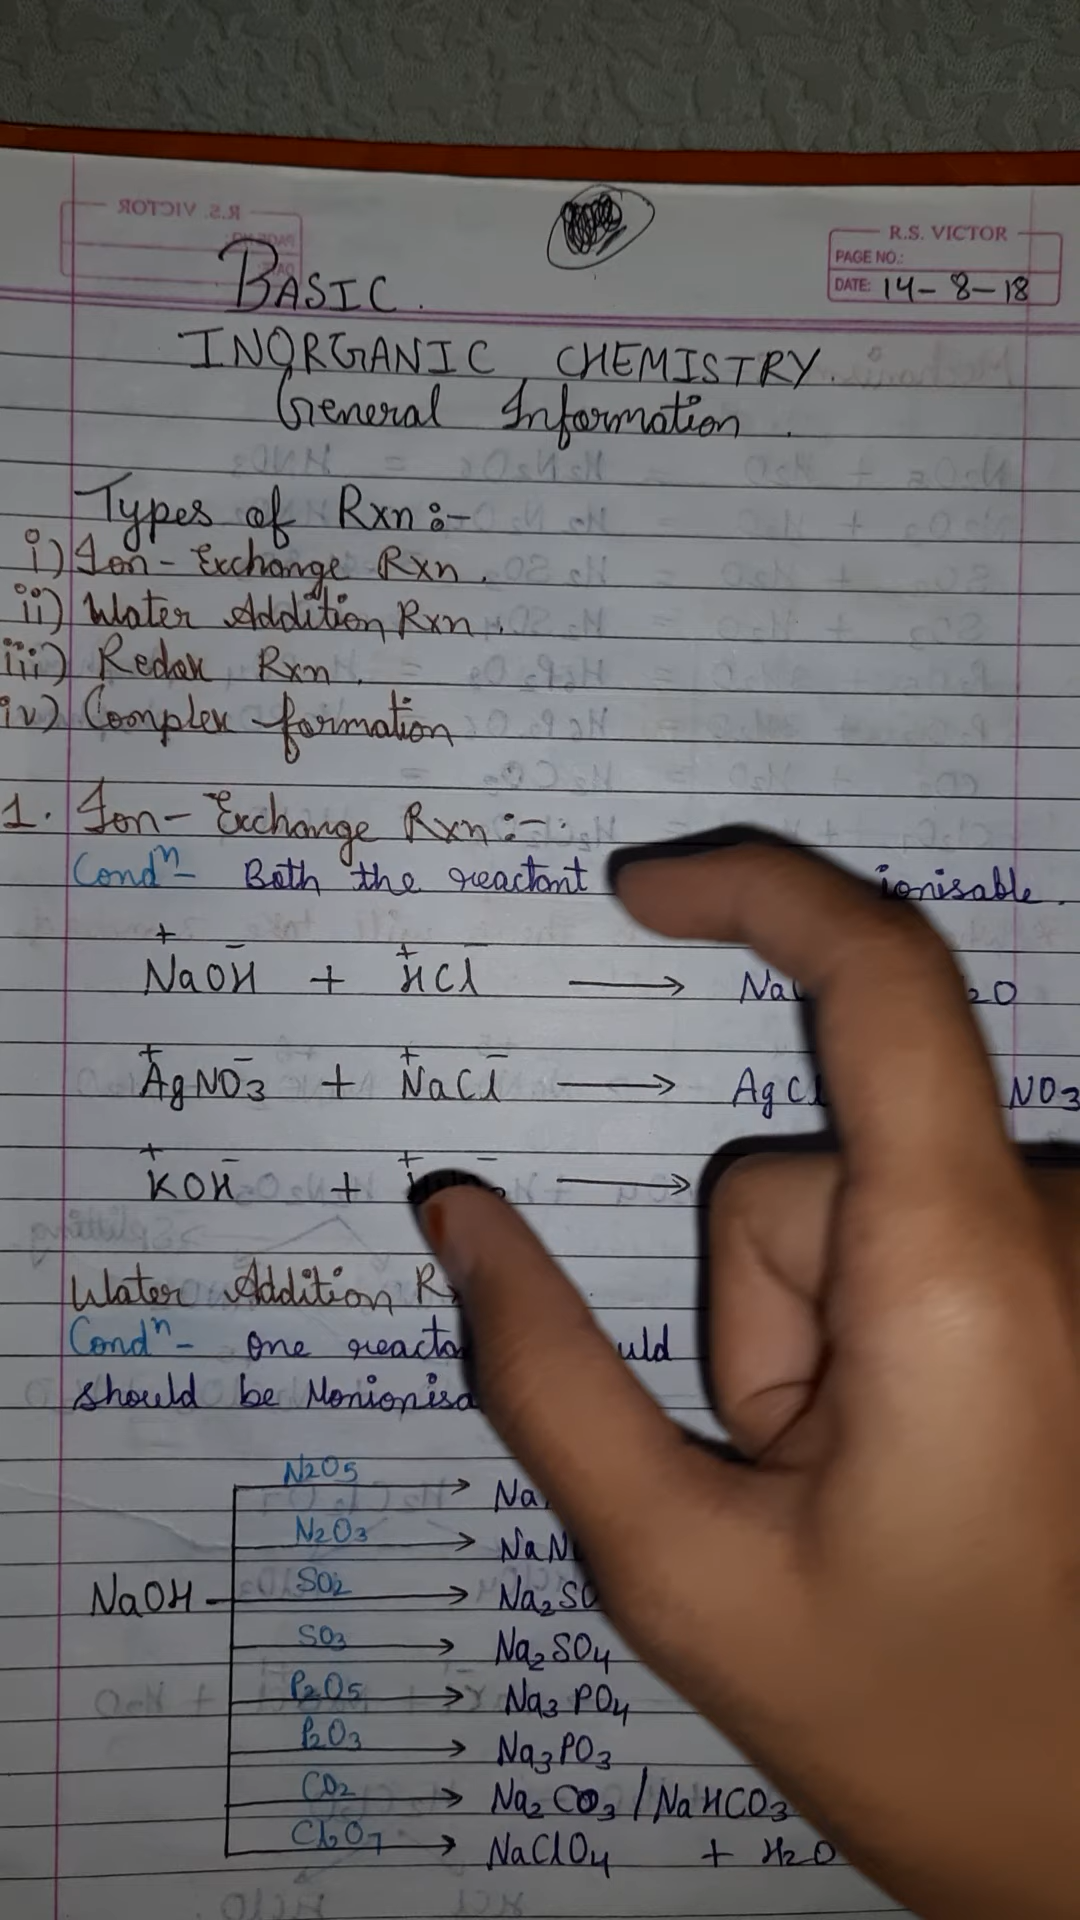 R.S. VICTOR
PAGE NO.:
DATE: 14-8-18
BASIC
INORGANIC CHEMISTRY.
General Information.
Types of Rxn:-
i) Ion-Exchange Rxn.
ii) Water Addition Rxn.
iii) Redox Rxn.
iv) Complex formation
1. Ion-Exchange Rxn:-
Condⁿ- Both the reactant ionisable.
NaOH + HCl ⟶
AgNO3 + NaCl ⟶ AgCl NO3
KOH + ⟶
Water Addition
Condⁿ- one
should be
N2O5
N2O3
NaOH SO2
SO3 → Na2SO4
P2O5 → Na3PO4
P2O3 → Na3PO3
CO2 → Na2CO3 / NaHCO3
Cl2O7 → NaClO4 + H2O